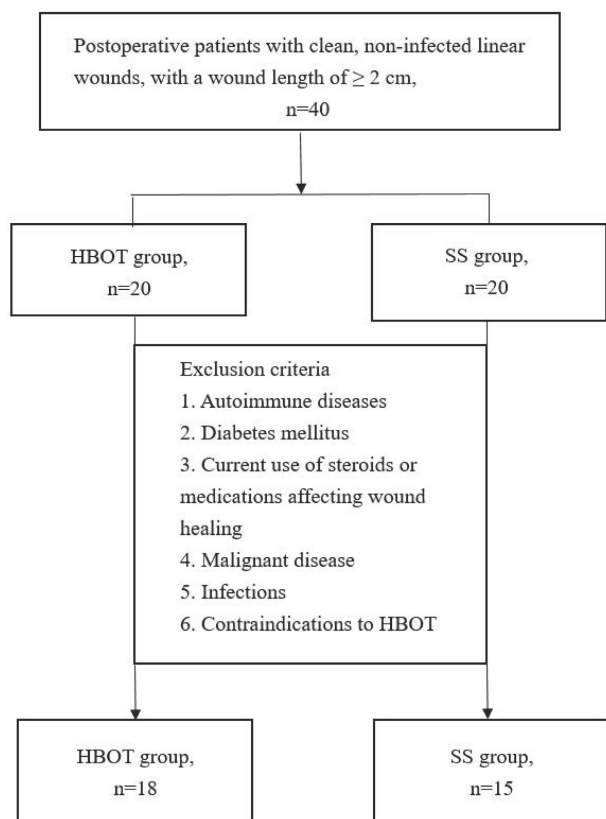 Postoperative patients with clean, non-infected linear
wounds, with a wound length of ≥ 2 cm,
n=40
HBOT group,
n=20
SS group,
n=20
Exclusion criteria
1. Autoimmune diseases
2. Diabetes mellitus
3. Current use of steroids or
medications affecting wound
healing
4. Malignant disease
5. Infections
6. Contraindications to HBOT
HBOT group,
n=18
SS group,
n=15